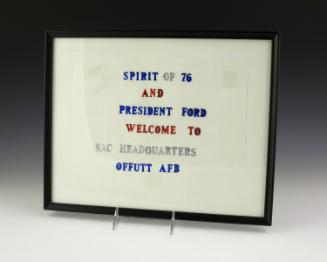 SPIRIT OF 76
AND
PRESIDENT FORD
WELCOME TO
SAC HEADQUARTERS
OFFUTT AFB